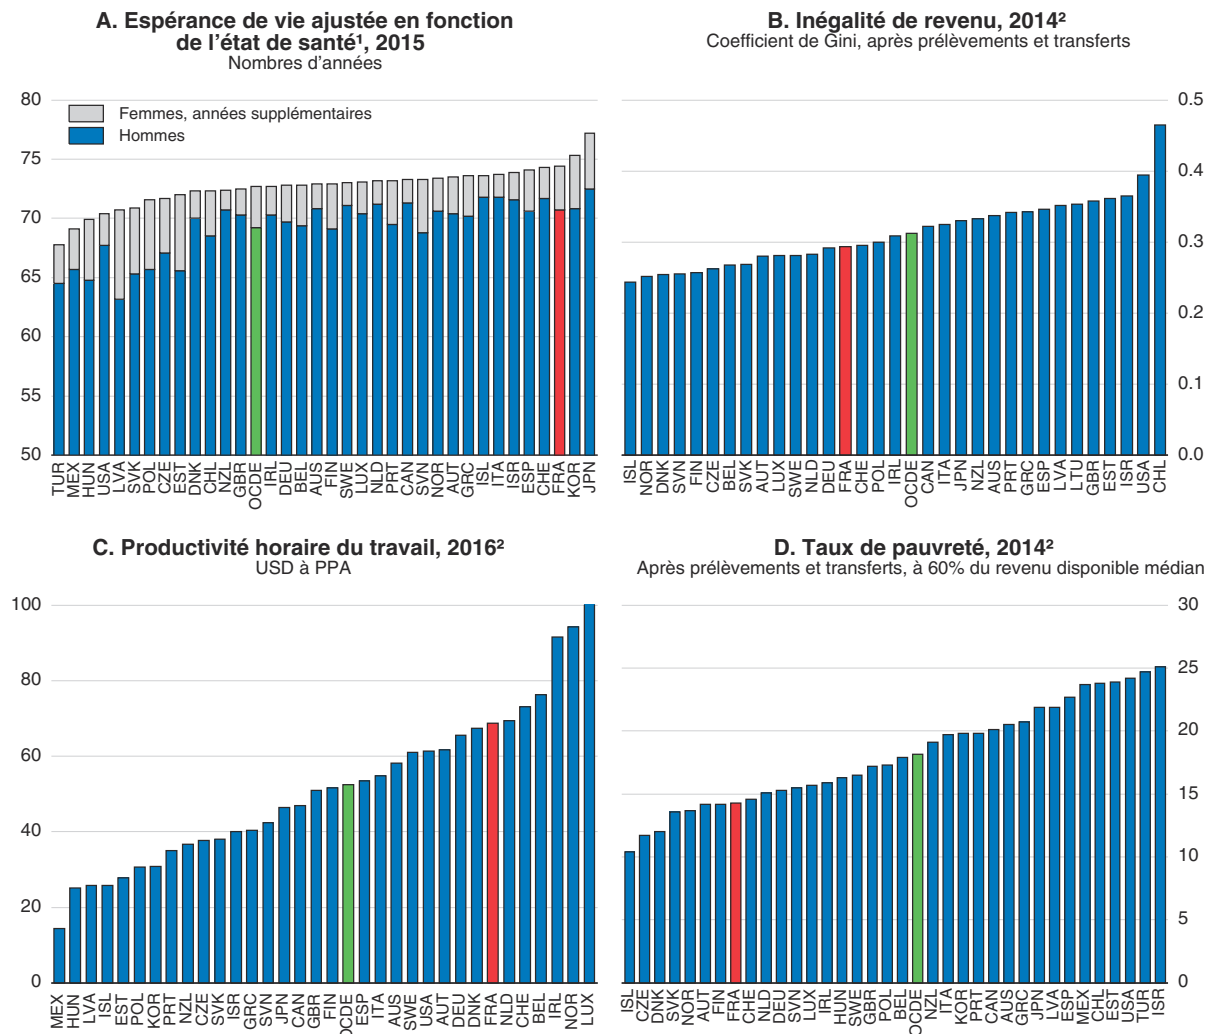 A. Espérance de vie ajustée en fonction
de l'état de santé¹, 2015
Nombres d'années
80
75
70
65
60
55
50
Femmes, années supplémentaires
Hommes
TUR MEX HUN USA LVA SVK POL CZE EST DNK CHL NZL GBR OCDE IRL DEU BEL AUS FIN SWE LUX NLD PRT CAN SVN NOR AUT GRC ISL ITA ISR ESP CHE FRA KOR JPN
B. Inégalité de revenu, 2014²
Coefficient de Gini, après prélèvements et transferts
0.5
0.4
0.3
0.2
0.1
0.0
ISL NOR DNK SVN FIN CZE BEL SVK AUT LUX SWE NLD DEU FRA CHE POL IRL OCDE CAN ITA JPN NZL AUS PRT GRC ESP LVA LTU GBR EST ISR USA CHL
C. Productivité horaire du travail, 2016²
USD à PPA
100
80
60
40
20
0
MEX HUN LVA ISL EST POL KOR PRT NZL CZE SVK ISR GRC SVN JPN CAN GBR FIN OCDE ESP ITA AUS SWE USA AUT DEU DNK FRA NLD CHE BEL IRL NOR LUX
D. Taux de pauvreté, 2014²
Après prélèvements et transferts, à 60% du revenu disponible médian
30
25
20
15
10
5
0
ISL CZE DNK SVK NOR AUT FIN FRA CHE NLD DEU SVN LUX IRL HUN SWE GBR POL BEL OCDE NZL ITA KOR PRT CAN AUS GRC JPN LVA ESP MEX CHL EST USA TUR ISR